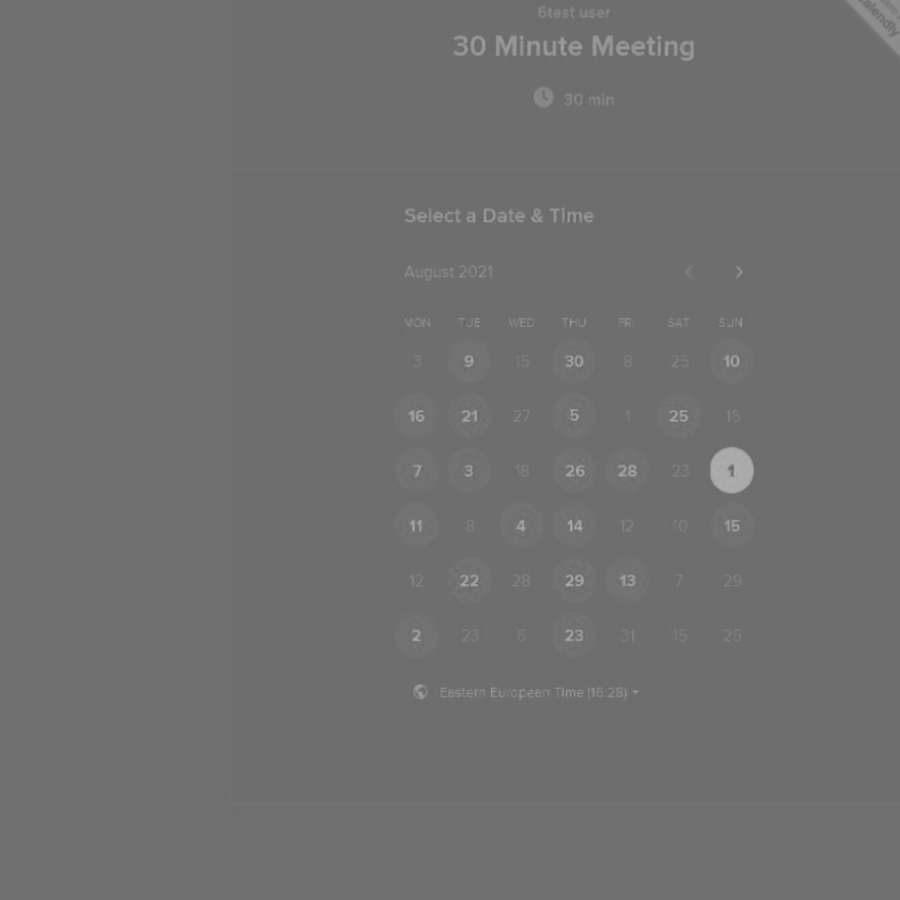 6test user
30 Minute Meeting
30 min
Calendly
Select a Date & Time
August 2021
MON TUE WED THU FRI SAT SUN
3 9 15 30 8 25 10
16 21 27 5 1 25 15
7 3 18 26 28 23 1
11 8 4 14 12 10 15
12 22 28 29 13 7 29
2 23 6 23 31 15 25
Eastern European Time (16:28)